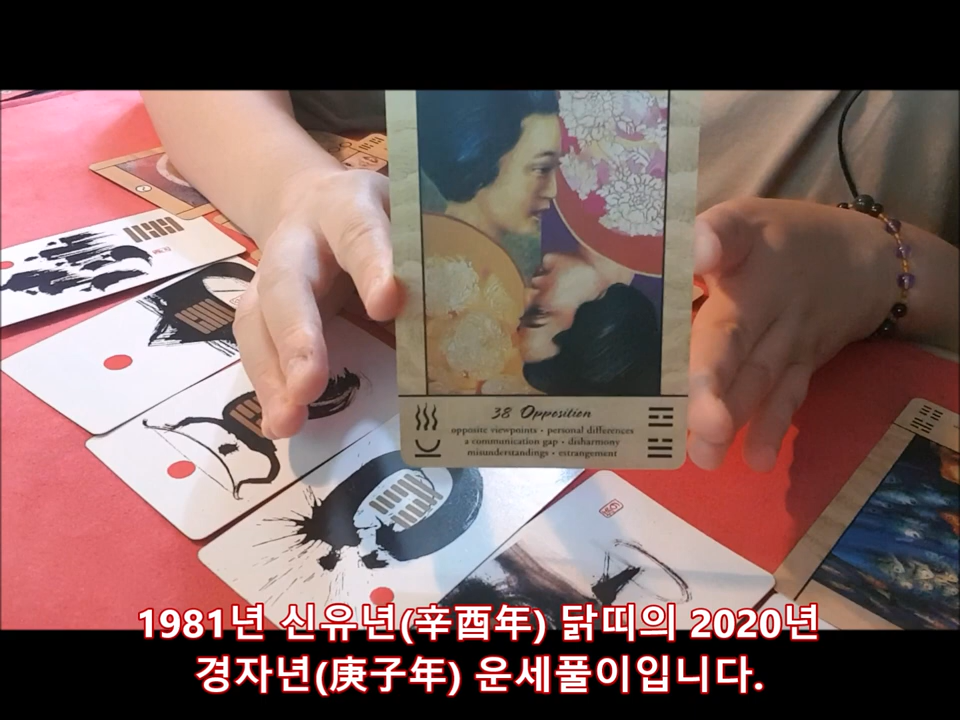 38 Opposition
opposite viewpoints • personal differences
a communication gap • disharmony
misunderstandings • estrangement
1981년 신유년(辛酉年) 닭띠의 2020년
경자년(庚子年) 운세풀이입니다.